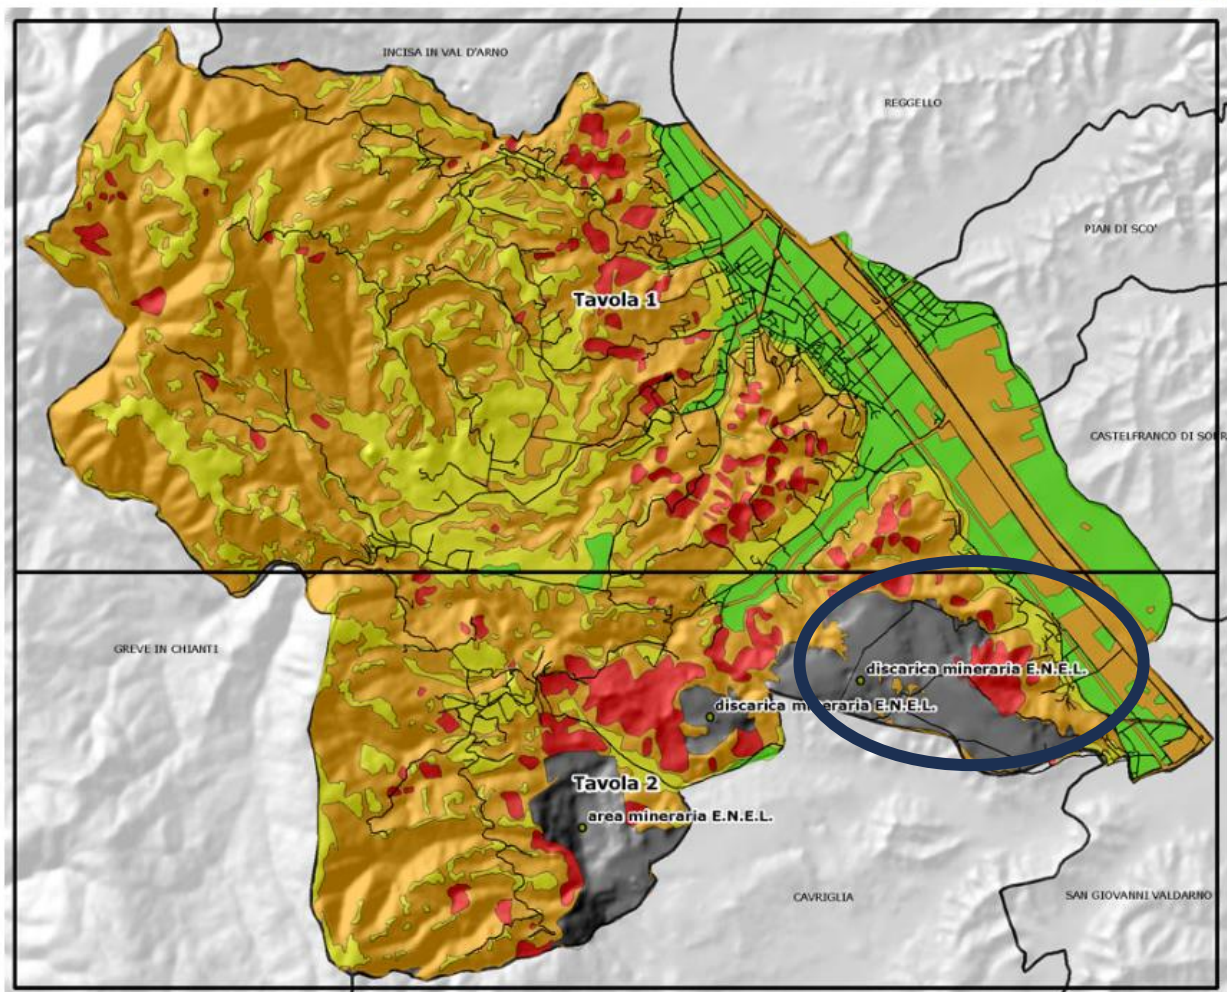 INCISA IN VAL D'ARNO
REGGELLO
PIAN DI SCO'
Tavola 1
CASTELFRANCO DI
GREVE IN CHIANTI
discarica mineraria E.N.E.L.
discarica mineraria E.N.E.L.
Tavola 2
area mineraria E.N.E.L.
CAVRIGLIA
SAN GIOVANNI VALDARNO